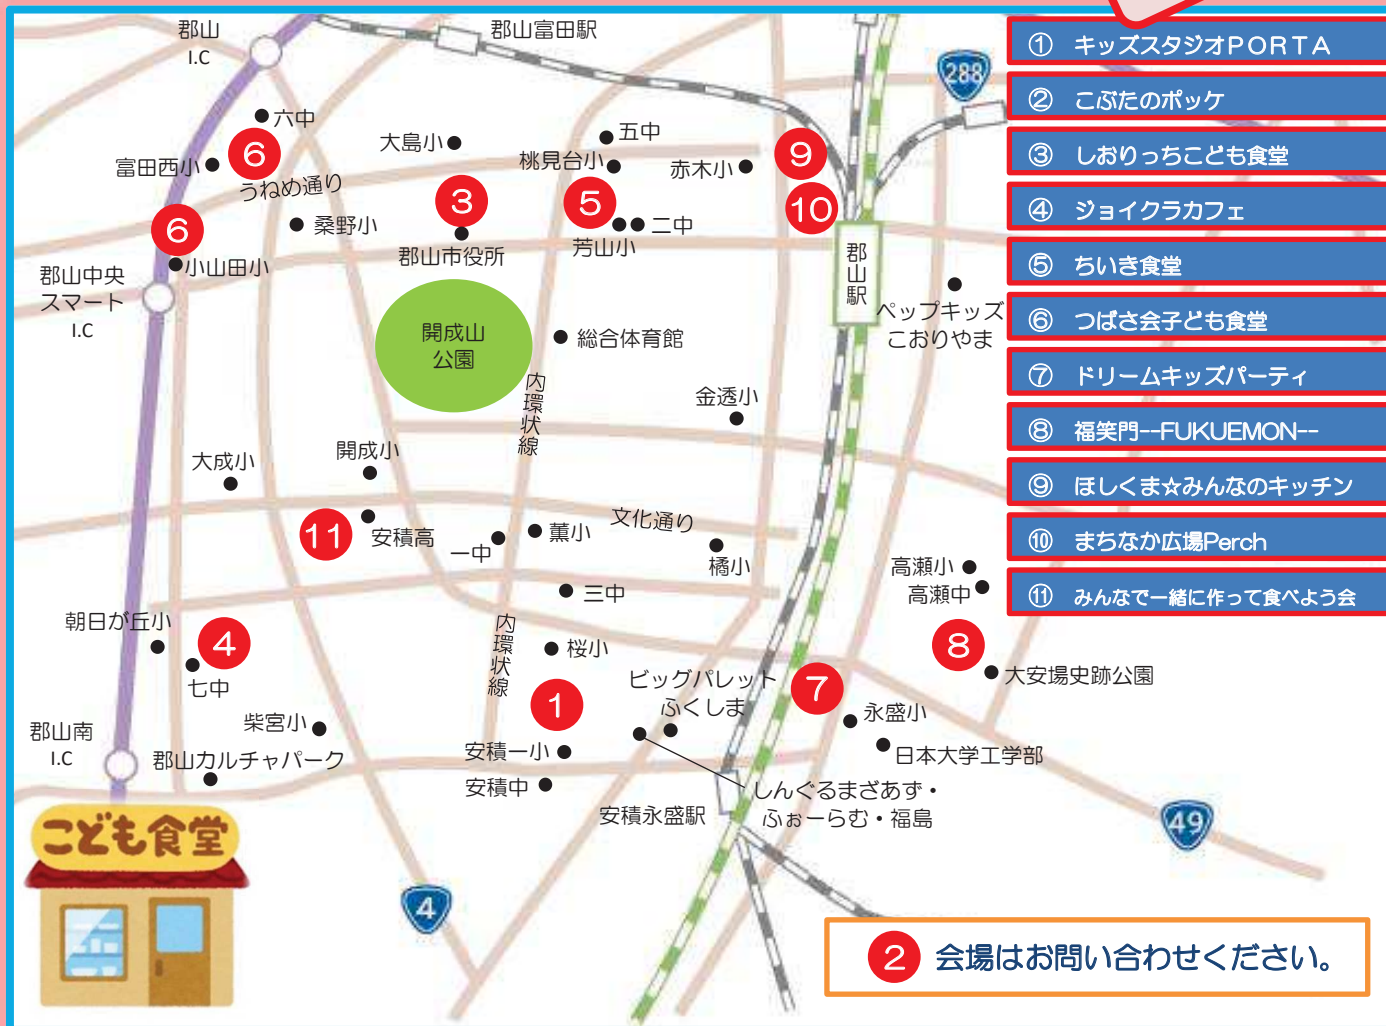 郡山
I.C
郡山富田駅
288
六中
⑥
富田西小
うねめ通り
大島小
五中
桃見台小
赤木小
⑨
⑩
③
⑤
二中
芳山小
桑野小
郡山市役所
⑥
小山田小
郡山中央
スマート
I.C
郡山駅
ペップキッズ
こおりやま
開成山
公園
総合体育館
内環状線
金透小
大成小
開成小
⑪
安積高
一中
薫小
文化通り
橘小
三中
高瀬小
高瀬中
朝日が丘小
④
七中
内環状線
桜小
①
ビッグパレット
ふくしま
⑦
⑧
大安場史跡公園
永盛小
日本大学工学部
柴宮小
郡山南
I.C
郡山カルチャパーク
安積一小
安積中
安積永盛駅
しんぐるまざあず・
ふぉーらむ・福島
49
4
こども食堂
① キッズスタジオPORTA
② こぶたのポッケ
③ しおりっちこども食堂
④ ジョイクラカフェ
⑤ ちいき食堂
⑥ つばさ会子ども食堂
⑦ ドリームキッズパーティ
⑧ 福笑門--FUKUEMON--
⑨ ほしくま☆みんなのキッチン
⑩ まちなか広場Perch
⑪ みんなで一緒に作って食べよう会
② 会場はお問い合わせください。